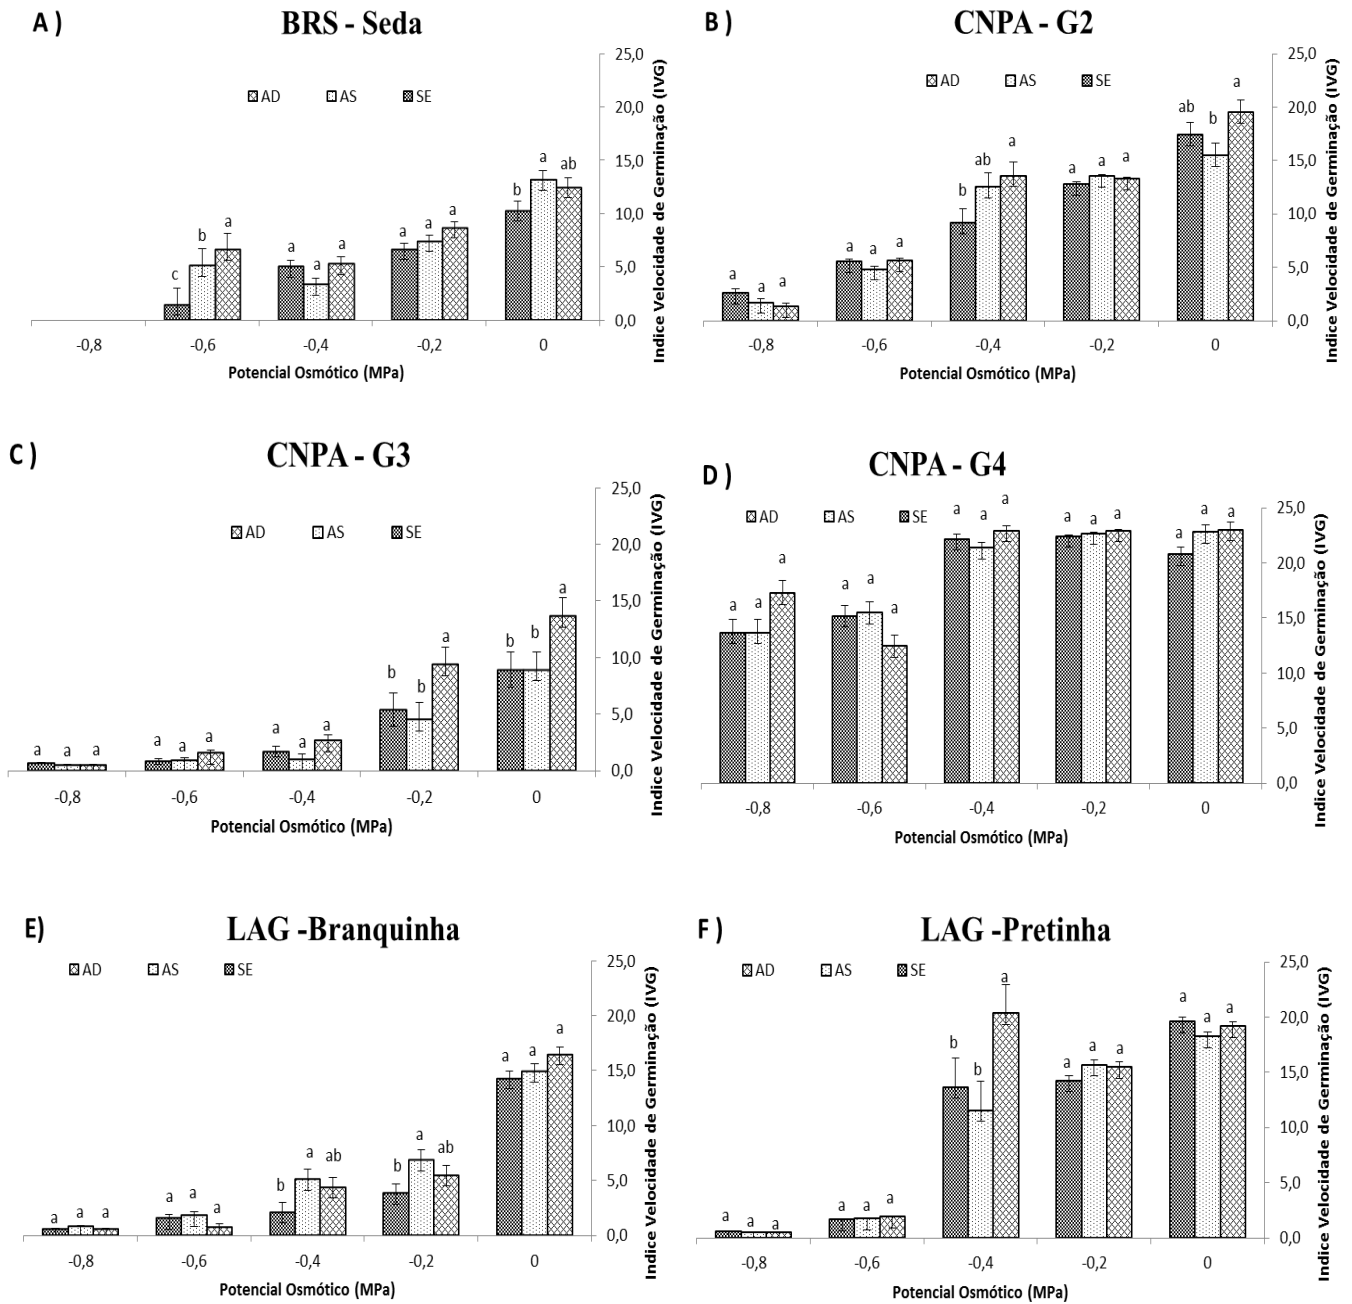 A ) BRS - Seda
AD AS SE
25,0
20,0
15,0
10,0
5,0
0,0
c b a
a a a
a a a
b a ab
-0,8 -0,6 -0,4 -0,2 0
Potencial Osmótico (MPa)
Indice Velocidade de Germinação (IVG)
B ) CNPA - G2
AD AS SE
25,0
20,0
15,0
10,0
5,0
0,0
a a a
a a a
b ab a
a a a
ab b a
-0,8 -0,6 -0,4 -0,2 0
Potencial Osmótico (MPa)
Indice Velocidade de Germinação (IVG)
C ) CNPA - G3
AD AS SE
25,0
20,0
15,0
10,0
5,0
0,0
a a a
a a a
a a a
b b a
b b a
-0,8 -0,6 -0,4 -0,2 0
Potencial Osmótico (MPa)
Indice Velocidade de Germinação (IVG)
D ) CNPA - G4
AD AS SE
25,0
20,0
15,0
10,0
5,0
0,0
a a a
a a a
a a a
a a a
a a a
-0,8 -0,6 -0,4 -0,2 0
Potencial Osmótico (MPa)
Indice Velocidade de Germinação (IVG)
E) LAG -Branquinha
AD AS SE
25,0
20,0
15,0
10,0
5,0
0,0
a a a
a a a
b a ab
b a ab
a a a
-0,8 -0,6 -0,4 -0,2 0
Potencial Osmótico (MPa)
Indice Velocidade de Germinação (IVG)
F ) LAG -Pretinha
AD AS SE
25,0
20,0
15,0
10,0
5,0
0,0
a a a
a a a
b b a
a a a
a a a
-0,8 -0,6 -0,4 -0,2 0
Potencial Osmótico (MPa)
Indice Velocidade de Germinação (IVG)